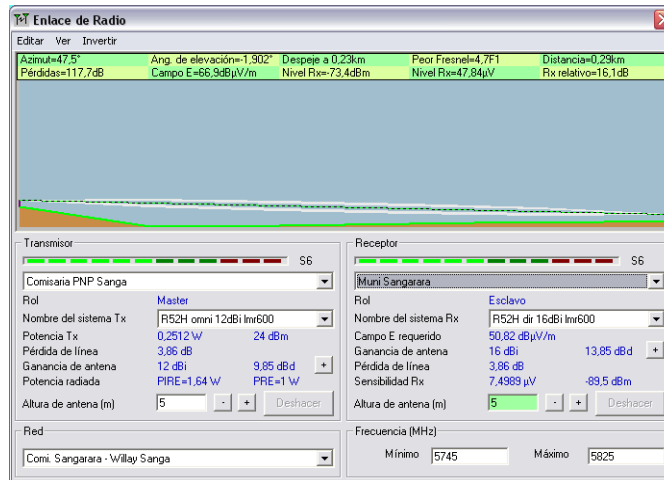 Enlace de Radio
Editar Ver Invertir
Azimut=47,5° Ang. de elevación=-1,902° Despeje a 0,23km Peor Fresnel=4,7F1 Distancia=0,29km
Pérdidas=117,7dB Campo E=66,9dBµV/m Nivel Rx=-73,4dBm Nivel Rx=47,84µV Rx relativo=16,1dB
Transmisor
S6
Comisaria PNP Sanga
Rol Master
Nombre del sistema Tx R52H omni 12dBi lmr600
Potencia Tx 0,2512 W 24 dBm
Pérdida de línea 3,86 dB
Ganancia de antena 12 dBi 9,85 dBd +
Potencia radiada PIRE=1,64 W PRE=1 W
Altura de antena (m) 5 - + Deshacer
Receptor
S6
Muni Sangarara
Rol Esclavo
Nombre del sistema Rx R52H dir 16dBi lmr600
Campo E requerido 50,82 dBµV/m
Ganancia de antena 16 dBi 13,85 dBd +
Pérdida de línea 3,86 dB
Sensibilidad Rx 7,4989 µV -89,5 dBm
Altura de antena (m) 5 - + Deshacer
Red
Comi. Sangarara - Willay Sanga
Frecuencia (MHz)
Mínimo 5745 Máximo 5825